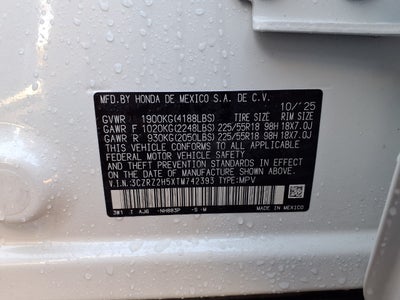 MFD.BY HONDA DE MEXICO S.A. DE C.V. 10/'25
GVWR 1900KG(4188LBS) TIRE SIZE RIM SIZE
GAWR F 1020KG(2248LBS) 225/55R18 98H 18X7.0J
GAWR R 930KG(2050LBS) 225/55R18 98H 18X7.0J
THIS VEHICLE CONFORMS TO ALL APPLICABLE
FEDERAL MOTOR VEHICLE SAFETY
AND THEFT PREVENTION STANDARDS IN EFFECT
ON THE DATE OF MANUFACTURE SHOWN ABOVE.
V.I.N.:3CZRZ2H5XTM742393 TYPE:MPV
3W1 I AJG -NH883P -S -M MADE IN MEXICO